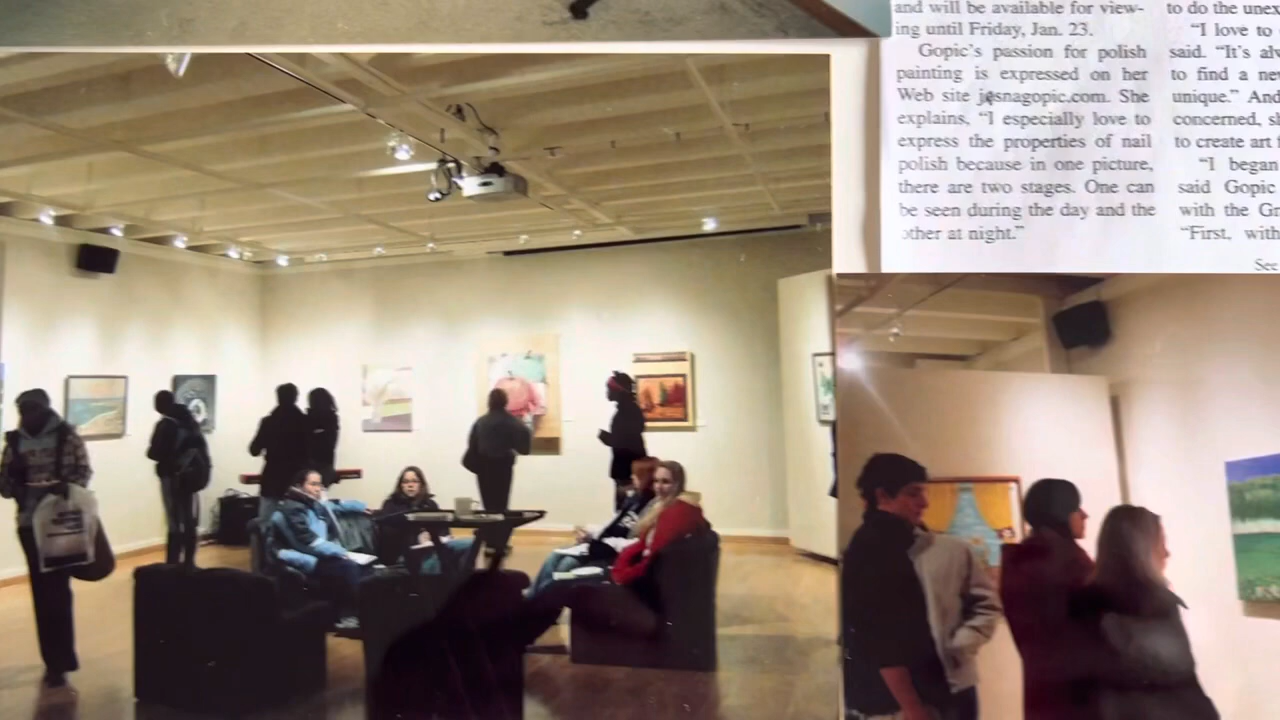 and will be available for view-
ing until Friday, Jan. 23.
Gopic's passion for polish
painting is expressed on her
Web site jesnagopic.com. She
explains, "I especially love to
express the properties of nail
polish because in one picture,
there are two stages. One can
be seen during the day and the
other at night."
to do the unex
"I love to
said. "It's alw
to find a new
unique." And
concerned, sh
to create art f
"I began
said Gopic
with the Gr
"First, with
See